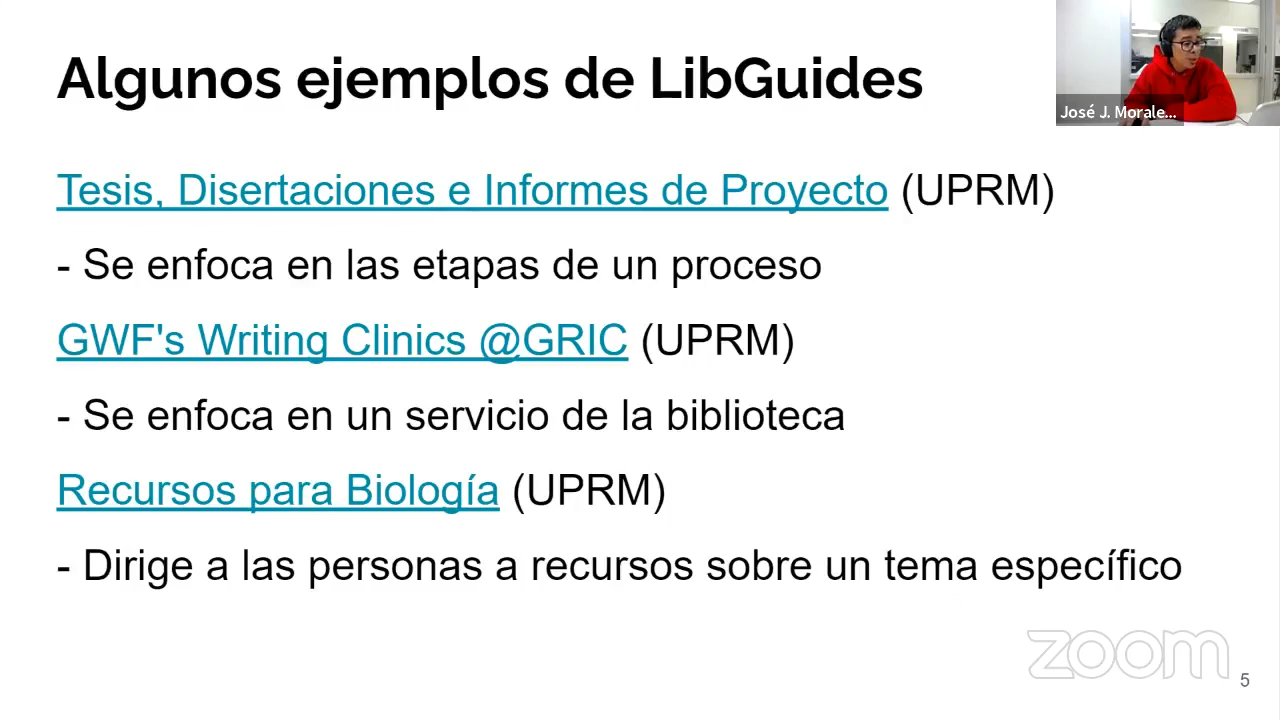 Algunos ejemplos de LibGuides
José J. Morale...
Tesis, Disertaciones e Informes de Proyecto (UPRM)
- Se enfoca en las etapas de un proceso
GWF's Writing Clinics @GRIC (UPRM)
- Se enfoca en un servicio de la biblioteca
Recursos para Biología (UPRM)
- Dirige a las personas a recursos sobre un tema específico
zoom
5